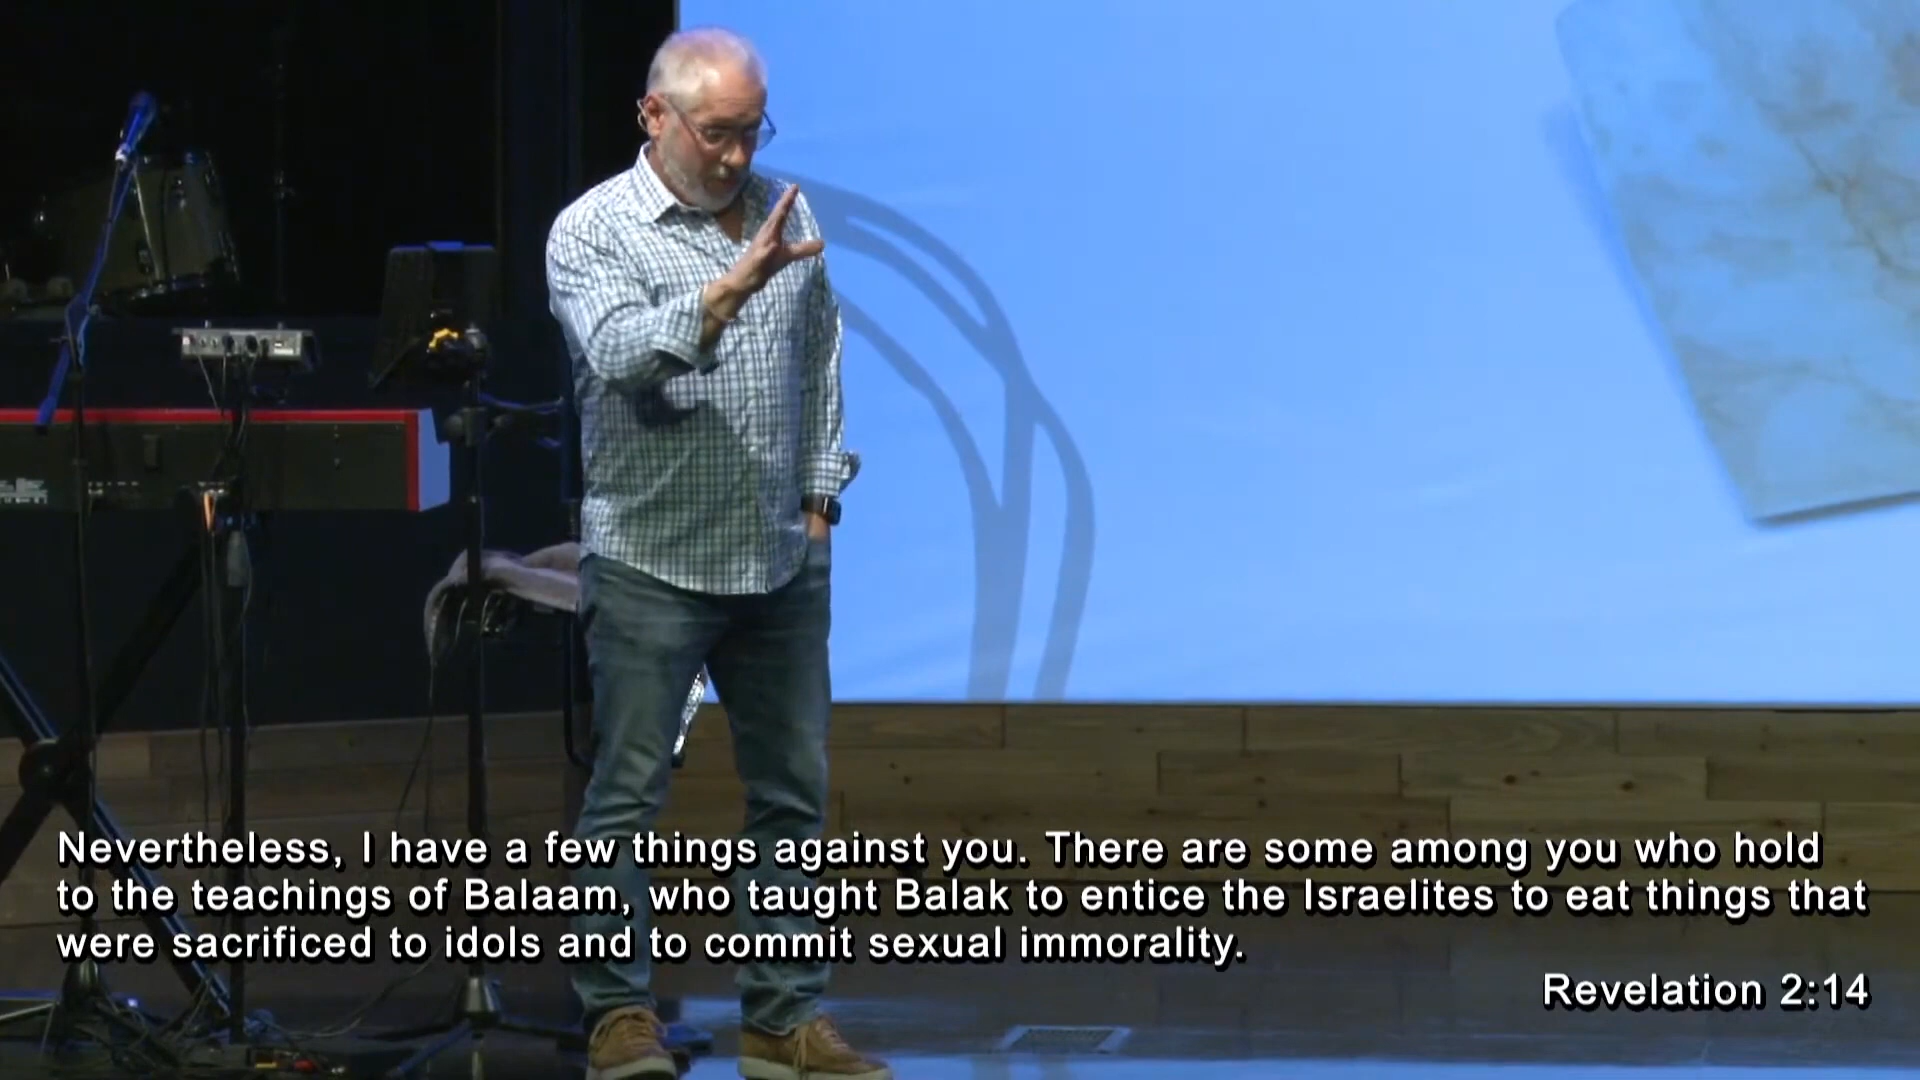 Nevertheless, I have a few things against you. There are some among you who hold
to the teachings of Balaam, who taught Balak to entice the Israelites to eat things that
were sacrificed to idols and to commit sexual immorality.
Revelation 2:14